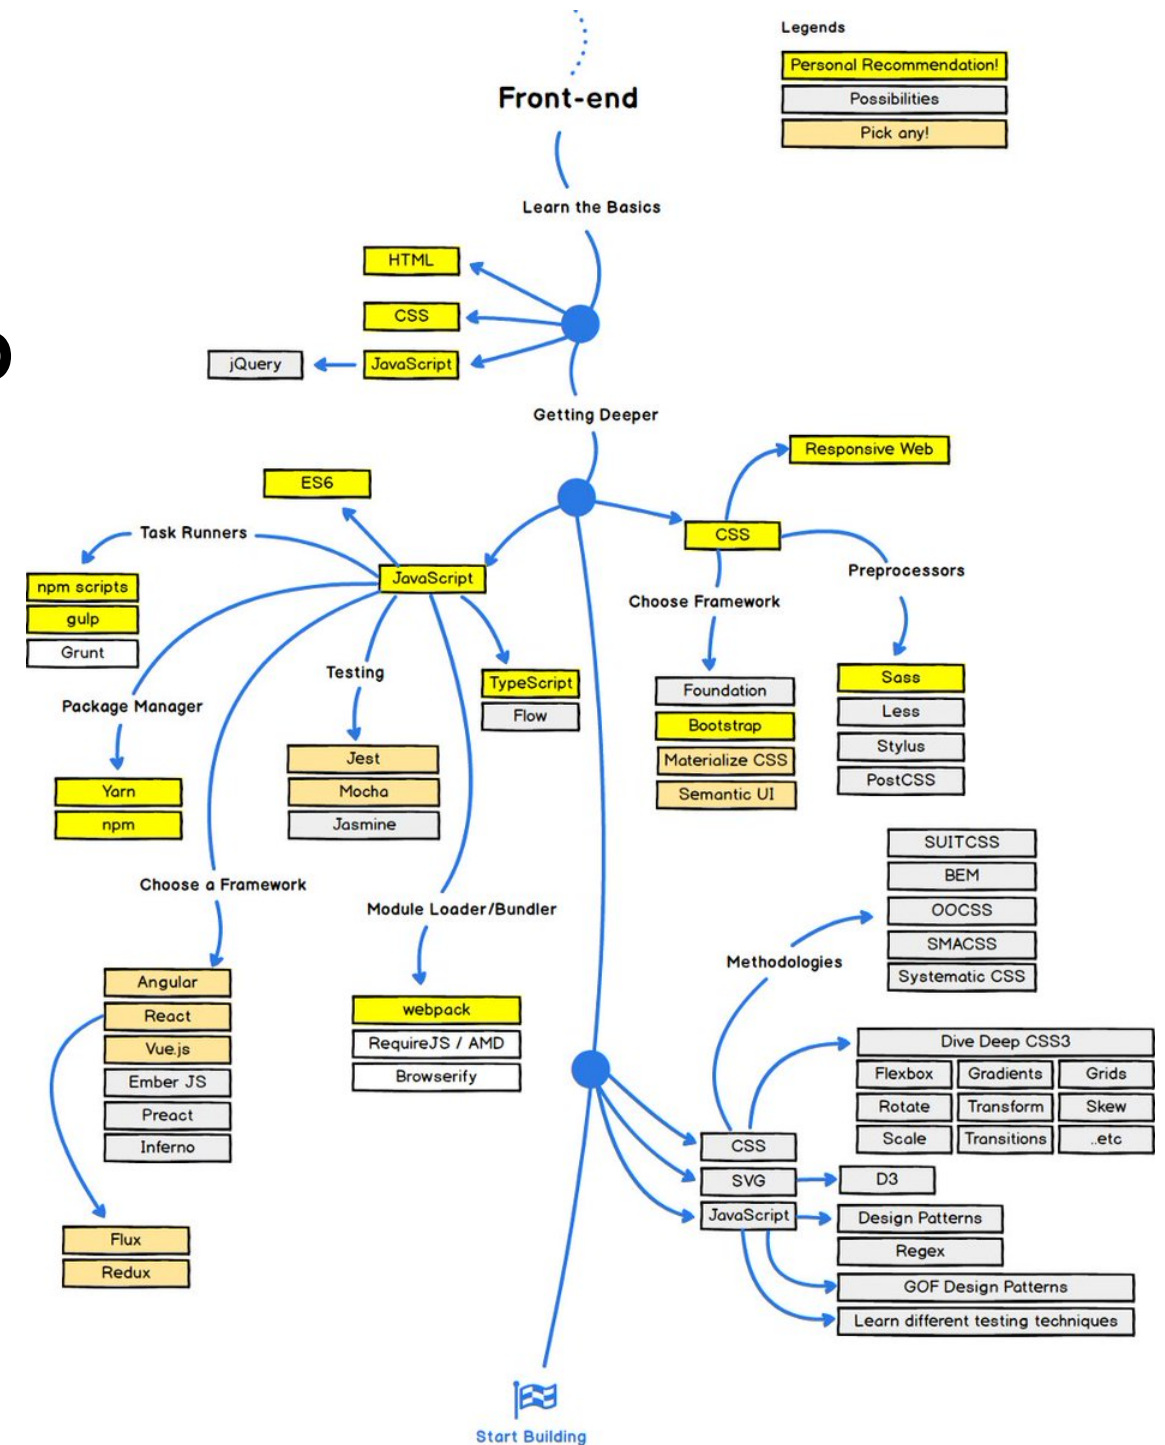 Legends
Personal Recommendation!
Possibilities
Pick any!
Front-end
Learn the Basics
HTML
CSS
JavaScript
jQuery
Getting Deeper
Responsive Web
ES6
CSS
Task Runners
JavaScript
Preprocessors
npm scripts
gulp
Grunt
Choose Framework
Testing
TypeScript
Flow
Foundation
Bootstrap
Materialize CSS
Semantic UI
Sass
Less
Stylus
PostCSS
Package Manager
Yarn
npm
Jest
Mocha
Jasmine
Choose a Framework
Module Loader/Bundler
SUITCSS
BEM
OOCSS
SMACSS
Systematic CSS
Methodologies
Angular
React
Vue.js
Ember JS
Preact
Inferno
webpack
RequireJS / AMD
Browserify
Dive Deep CSS3
Flexbox Gradients Grids
Rotate Transform Skew
Scale Transitions ..etc
CSS
SVG
D3
JavaScript
Design Patterns
Regex
GOF Design Patterns
Learn different testing techniques
Flux
Redux
Start Building